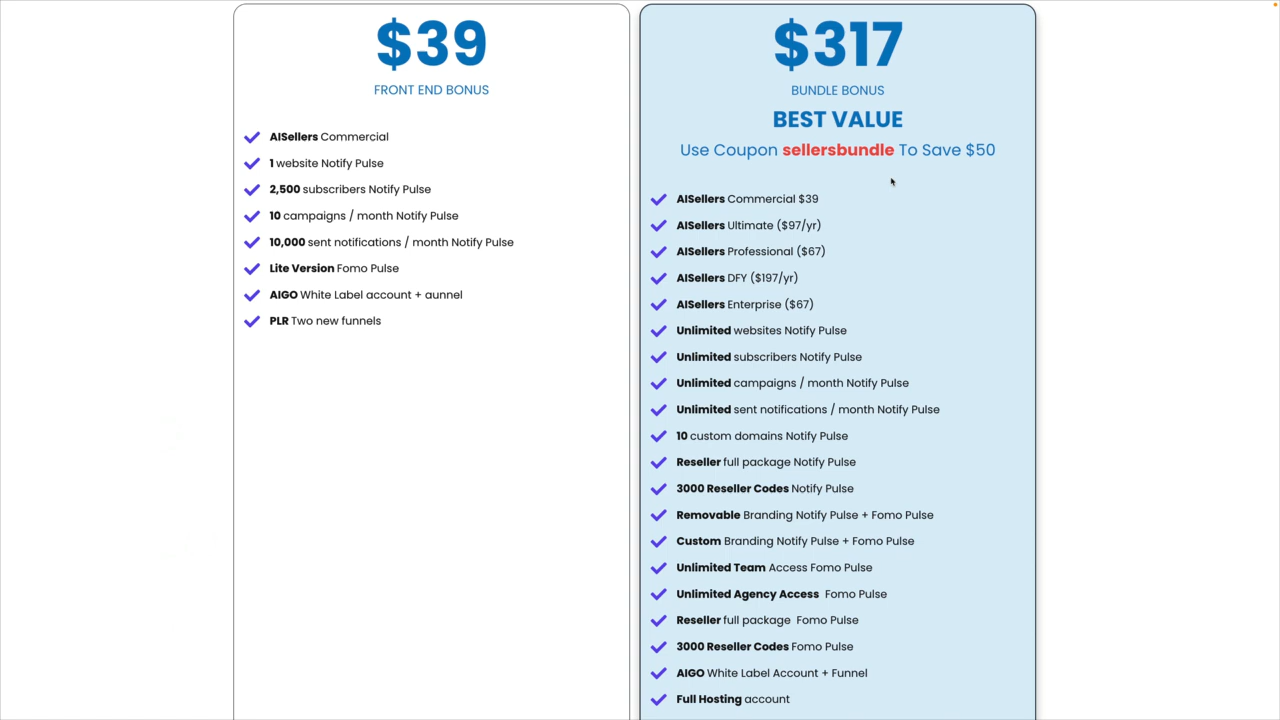 $39
FRONT END BONUS
AISellers Commercial
1 website Notify Pulse
2,500 subscribers Notify Pulse
10 campaigns / month Notify Pulse
10,000 sent notifications / month Notify Pulse
Lite Version Fomo Pulse
AIGO White Label account + aunnel
PLR Two new funnels
$317
BUNDLE BONUS
BEST VALUE
Use Coupon sellersbundle To Save $50
AISellers Commercial $39
AISellers Ultimate ($97/yr)
AISellers Professional ($67)
AISellers DFY ($197/yr)
AISellers Enterprise ($67)
Unlimited websites Notify Pulse
Unlimited subscribers Notify Pulse
Unlimited campaigns / month Notify Pulse
Unlimited sent notifications / month Notify Pulse
10 custom domains Notify Pulse
Reseller full package Notify Pulse
3000 Reseller Codes Notify Pulse
Removable Branding Notify Pulse + Fomo Pulse
Custom Branding Notify Pulse + Fomo Pulse
Unlimited Team Access Fomo Pulse
Unlimited Agency Access Fomo Pulse
Reseller full package Fomo Pulse
3000 Reseller Codes Fomo Pulse
AIGO White Label Account + Funnel
Full Hosting account